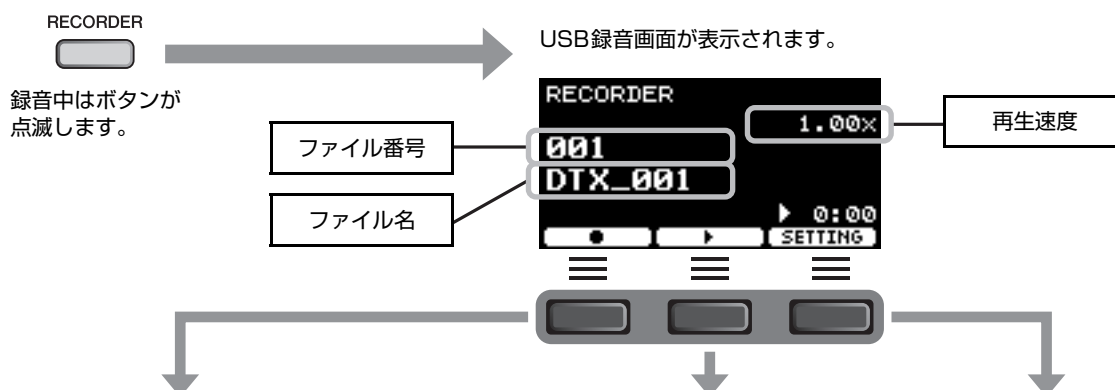 RECORDER
USB録音画面が表示されます。
録音中はボタンが
点滅します。
RECORDER
1.00x
再生速度
ファイル番号
001
DTX_001
ファイル名
0:00
SETTING